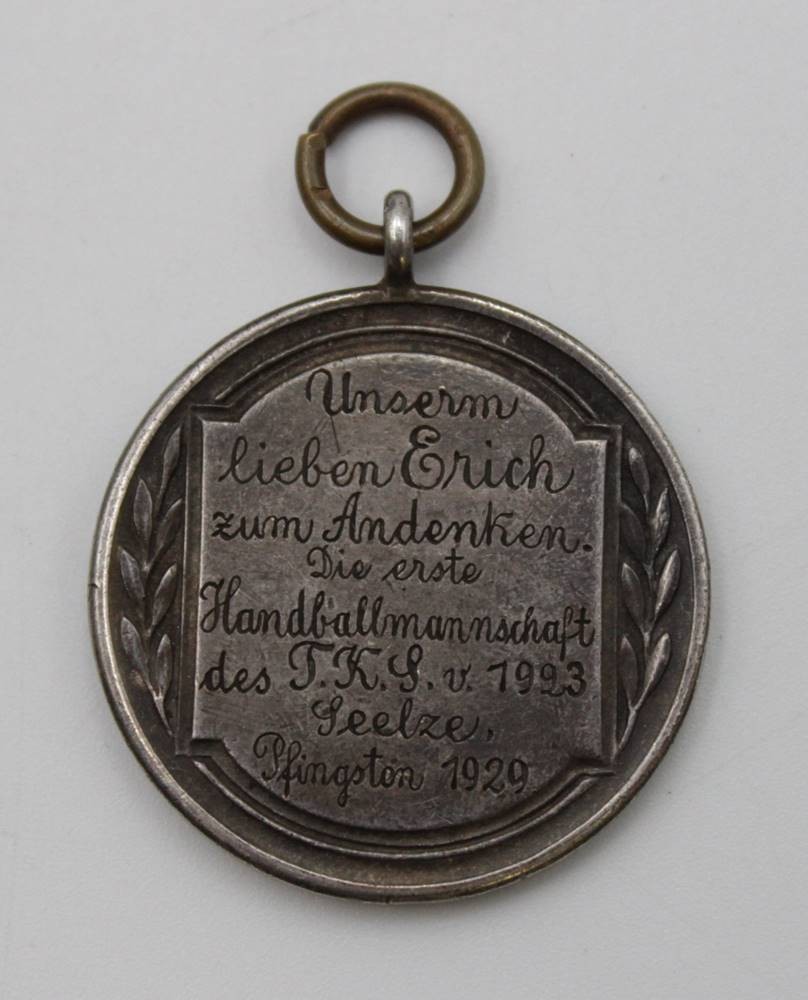 Unserm
lieben Erich
zum Andenken.
Die erste
Handballmannschaft
des T.K.S. v. 1923
Seelze,
Pfingsten 1929